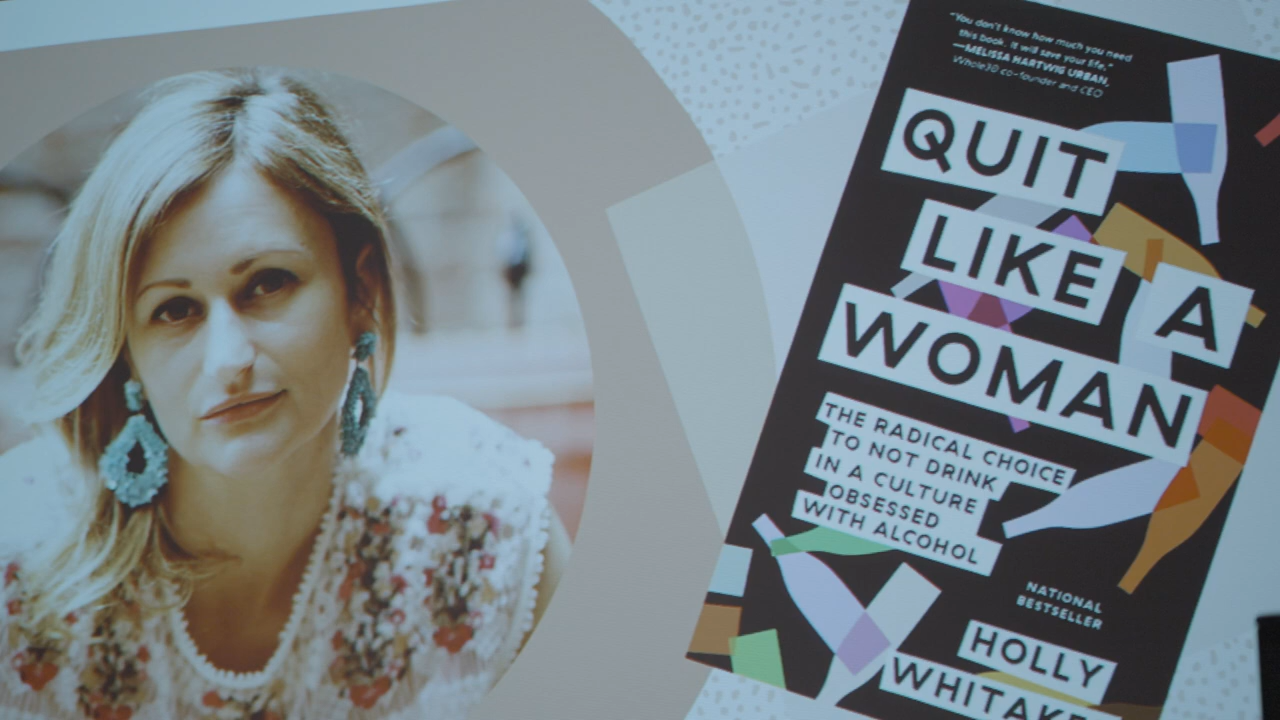 "You don't know how much you need
this book. It will save your life."
—MELISSA HARTWIG URBAN,
Whole30 co-founder and CEO
QUIT
LIKE A
WOMAN
THE RADICAL CHOICE
TO NOT DRINK
IN A CULTURE
OBSESSED
WITH ALCOHOL
NATIONAL
BESTSELLER
HOLLY
WHITAKE